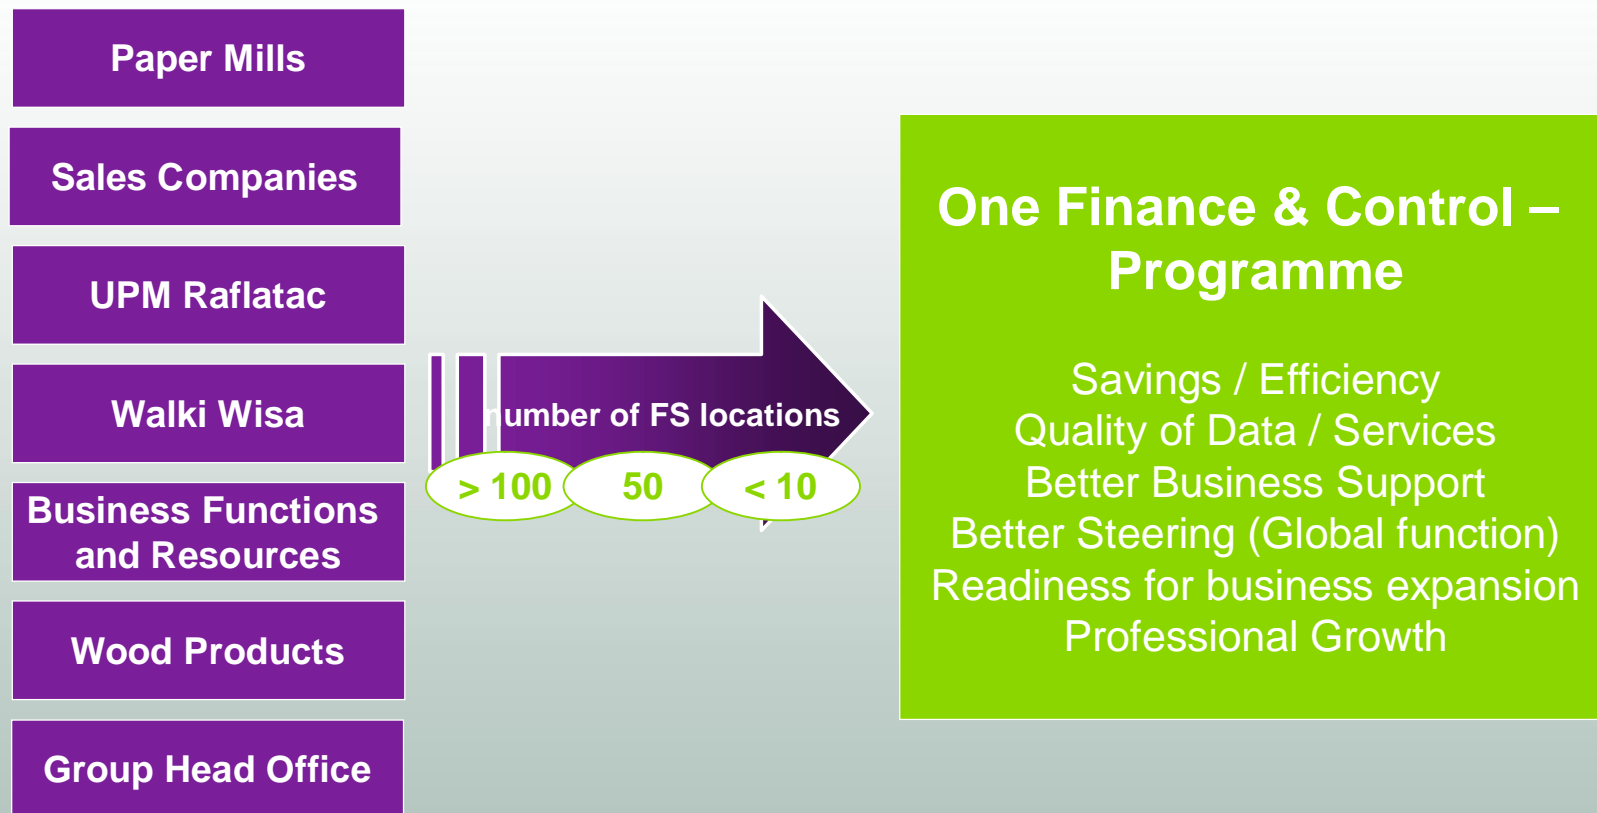 Paper Mills
Sales Companies
UPM Raflatac
Walki Wisa
Business Functions
and Resources
Wood Products
Group Head Office
number of FS locations
> 100
50
< 10
One Finance & Control –
Programme
Savings / Efficiency
Quality of Data / Services
Better Business Support
Better Steering (Global function)
Readiness for business expansion
Professional Growth